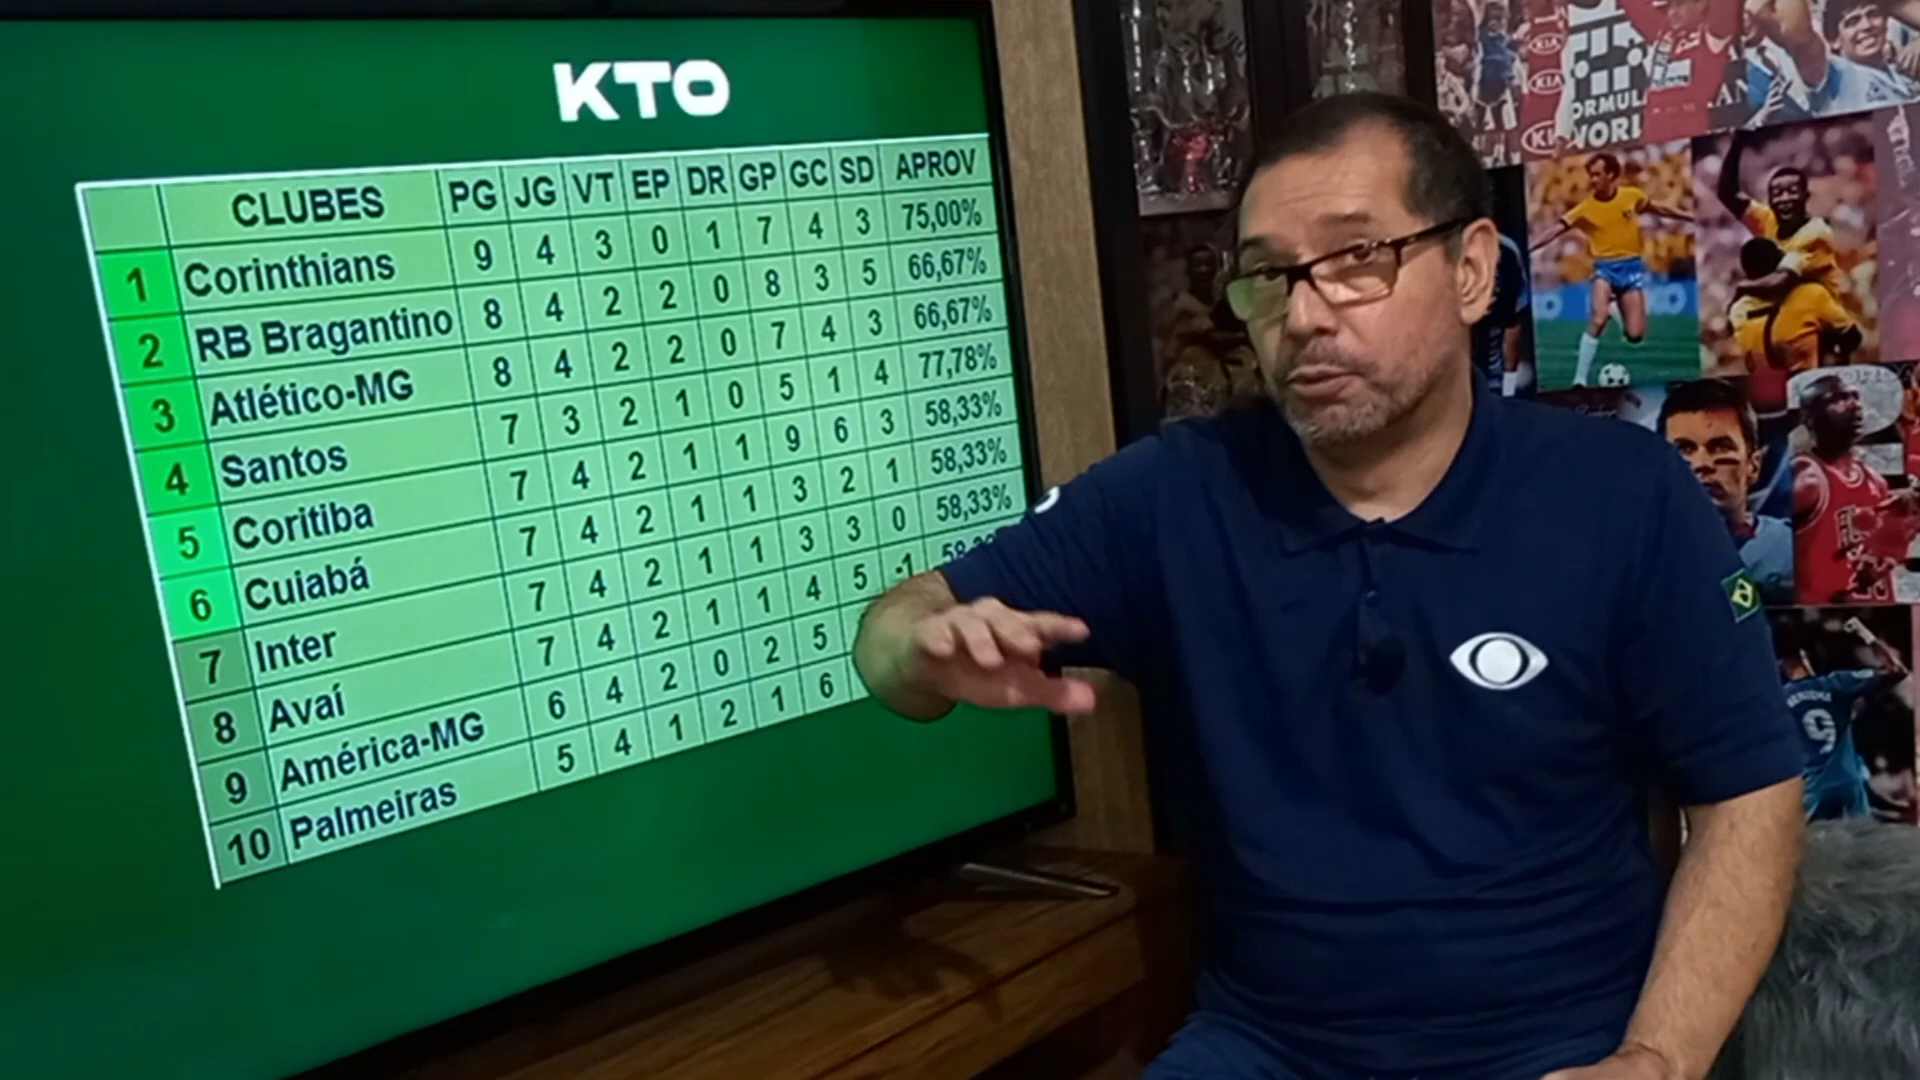 KTO
CLUBES PG JG VT EP DR GP GC SD APROV
1 Corinthians 9 4 3 0 1 7 4 3 75,00%
2 RB Bragantino 8 4 2 2 0 8 3 5 66,67%
3 Atlético-MG 8 4 2 2 0 7 4 3 66,67%
4 Santos 7 3 2 1 0 5 1 4 77,78%
5 Coritiba 7 4 2 1 1 9 6 3 58,33%
6 Cuiabá 7 4 2 1 1 3 2 1 58,33%
7 Inter 7 4 2 1 1 3 3 0 58,33%
8 Avaí 7 4 2 1 1 4 5 -1
9 América-MG 6 4 2 0 2 5
10 Palmeiras 5 4 1 2 1 6
KIA
KIA
FORMULA
WORL
9